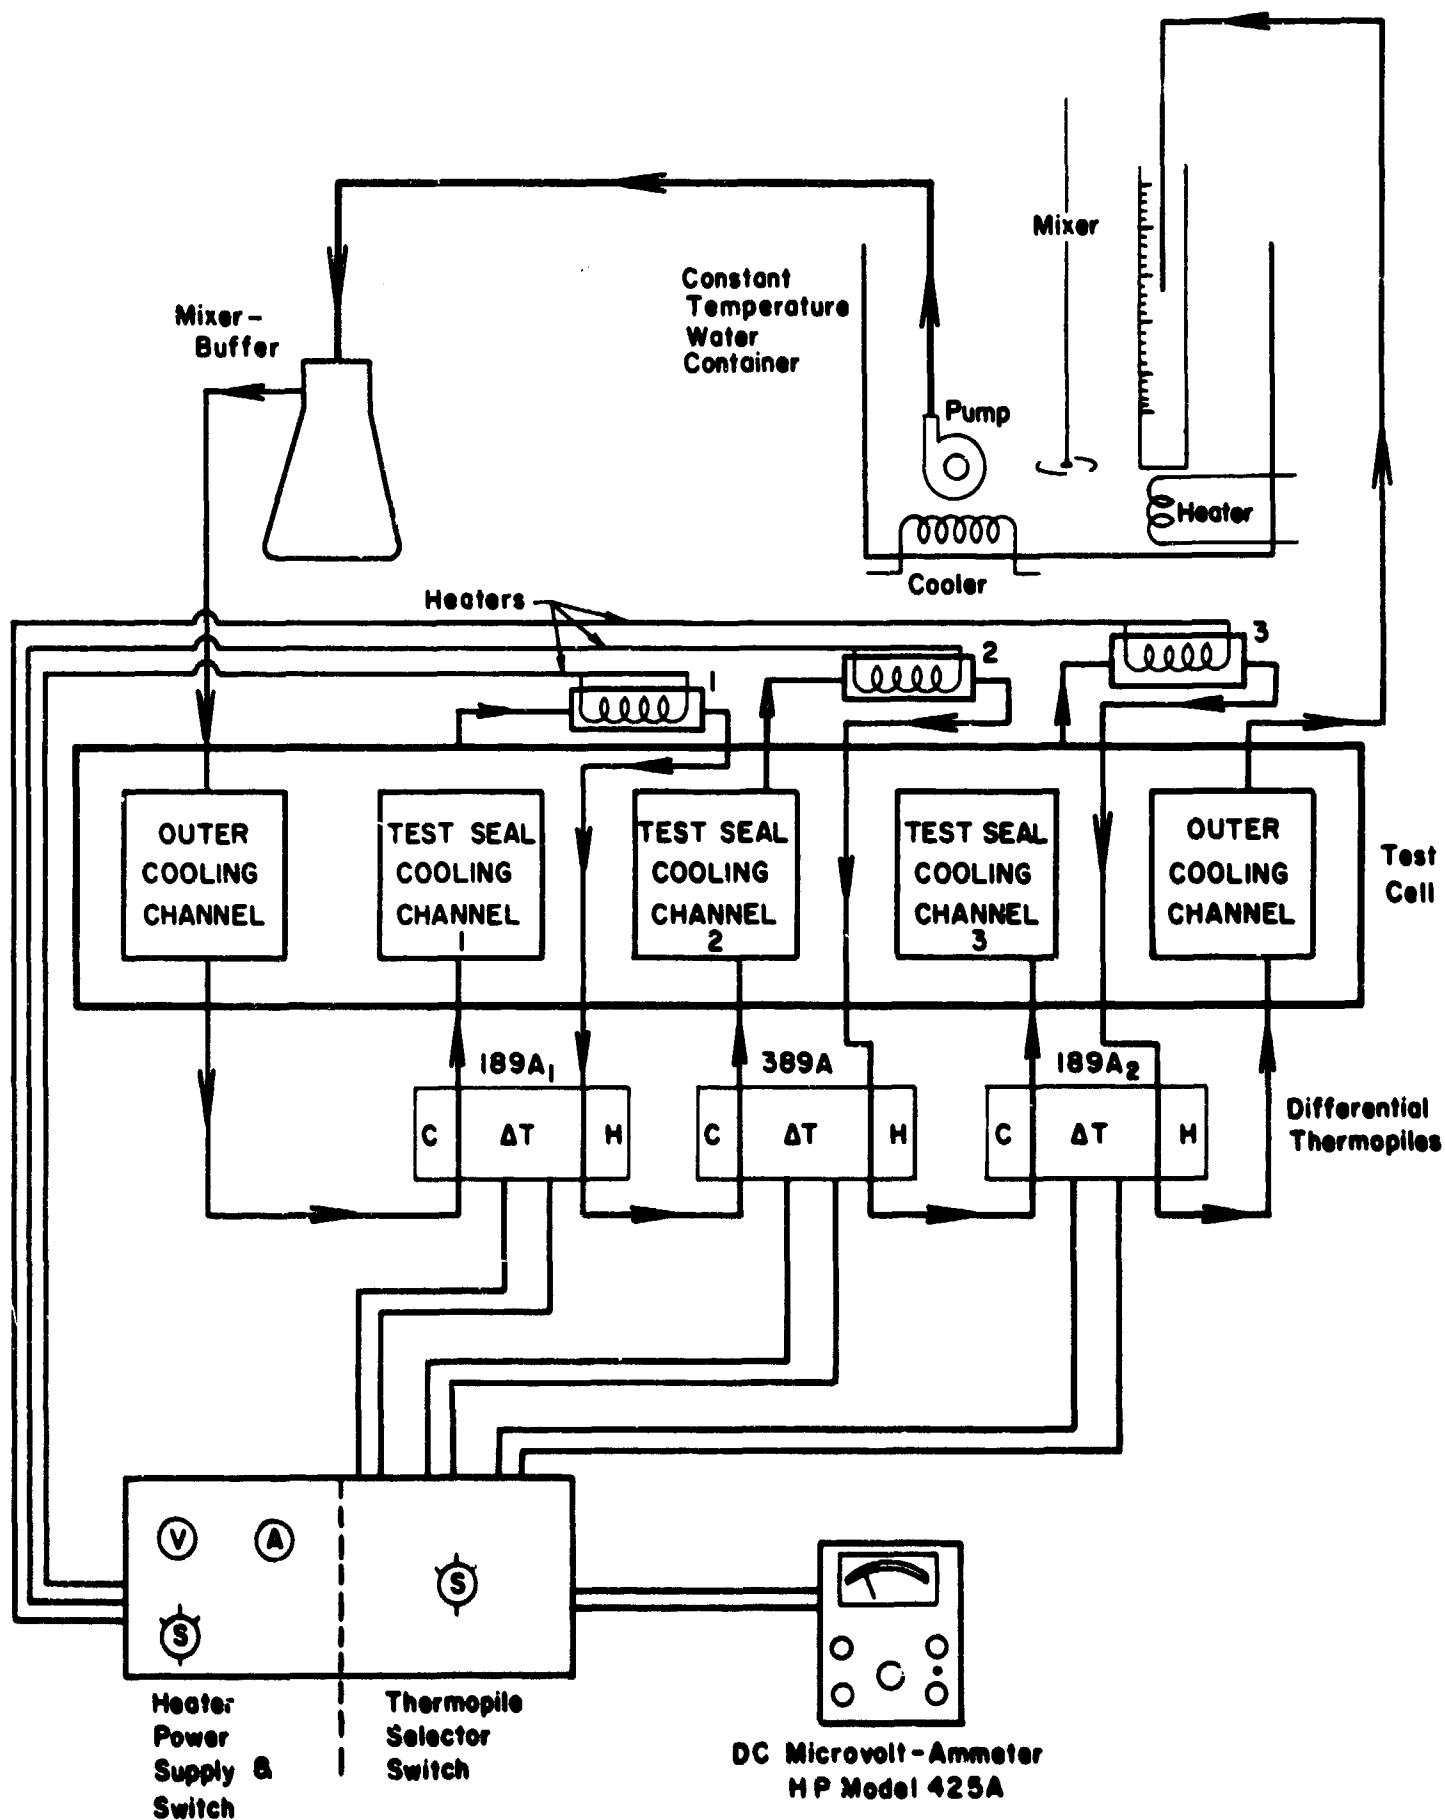 Mixer
Constant
Temperature
Water
Container
Mixer-
Buffer
Pump
Heater
Cooler
Heaters
1
2
3
OUTER
COOLING
CHANNEL
TEST SEAL
COOLING
CHANNEL
1
TEST SEAL
COOLING
CHANNEL
2
TEST SEAL
COOLING
CHANNEL
3
OUTER
COOLING
CHANNEL
Test
Cell
189A1
389A
189A2
C ΔT H
C ΔT H
C ΔT H
Differential
Thermopiles
V A
S
S
Heater
Power
Supply &
Switch
Thermopile
Selector
Switch
DC Microvolt-Ammeter
HP Model 425A